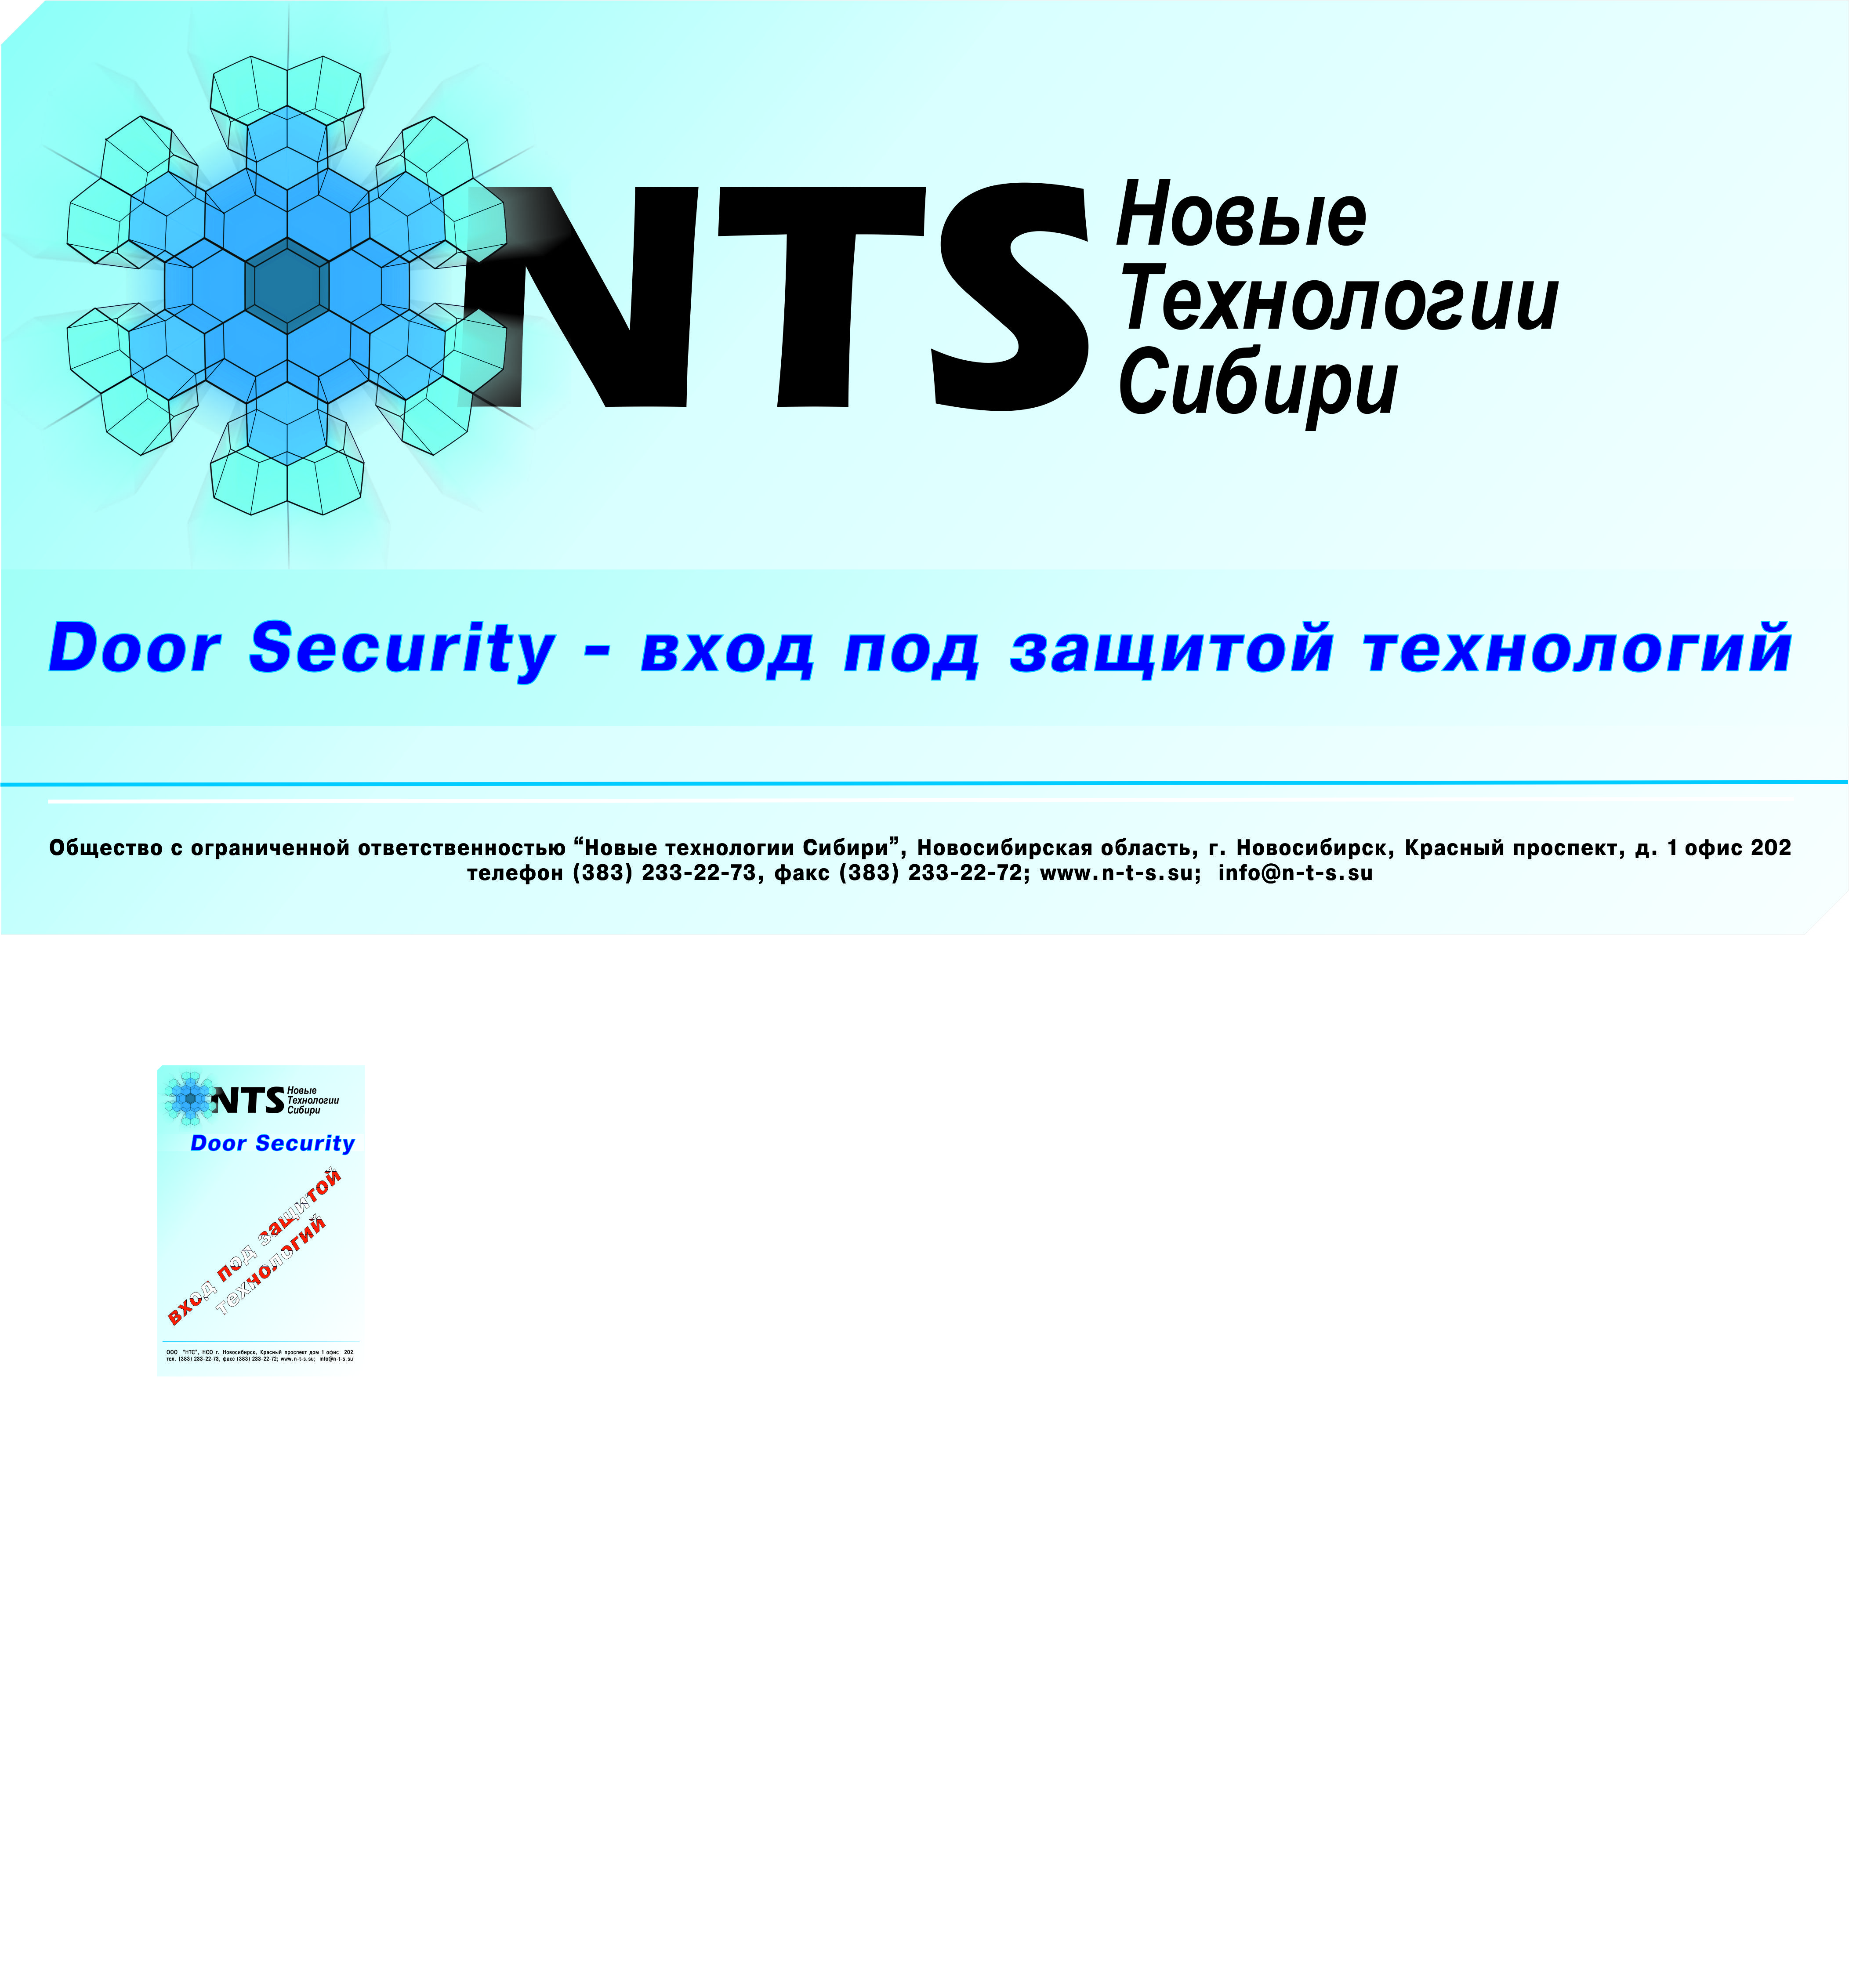 NTS
Новые
Технологии
Сибири
Door Security - вход под защитой технологий
Общество с ограниченной ответственностью “Новые технологии Сибири”, Новосибирская область, г. Новосибирск, Красный проспект, д. 1 офис 202
телефон (383) 233-22-73, факс (383) 233-22-72; www.n-t-s.su; info@n-t-s.su
NTS
Новые
Технологии
Сибири
Door Security
вход под защитой
технологий
ООО "НТС", НСО г. Новосибирск, Красный проспект дом 1 офис 202
тел. (383) 233-22-73, факс (383) 233-22-72; www.n-t-s.su; info@n-t-s.su